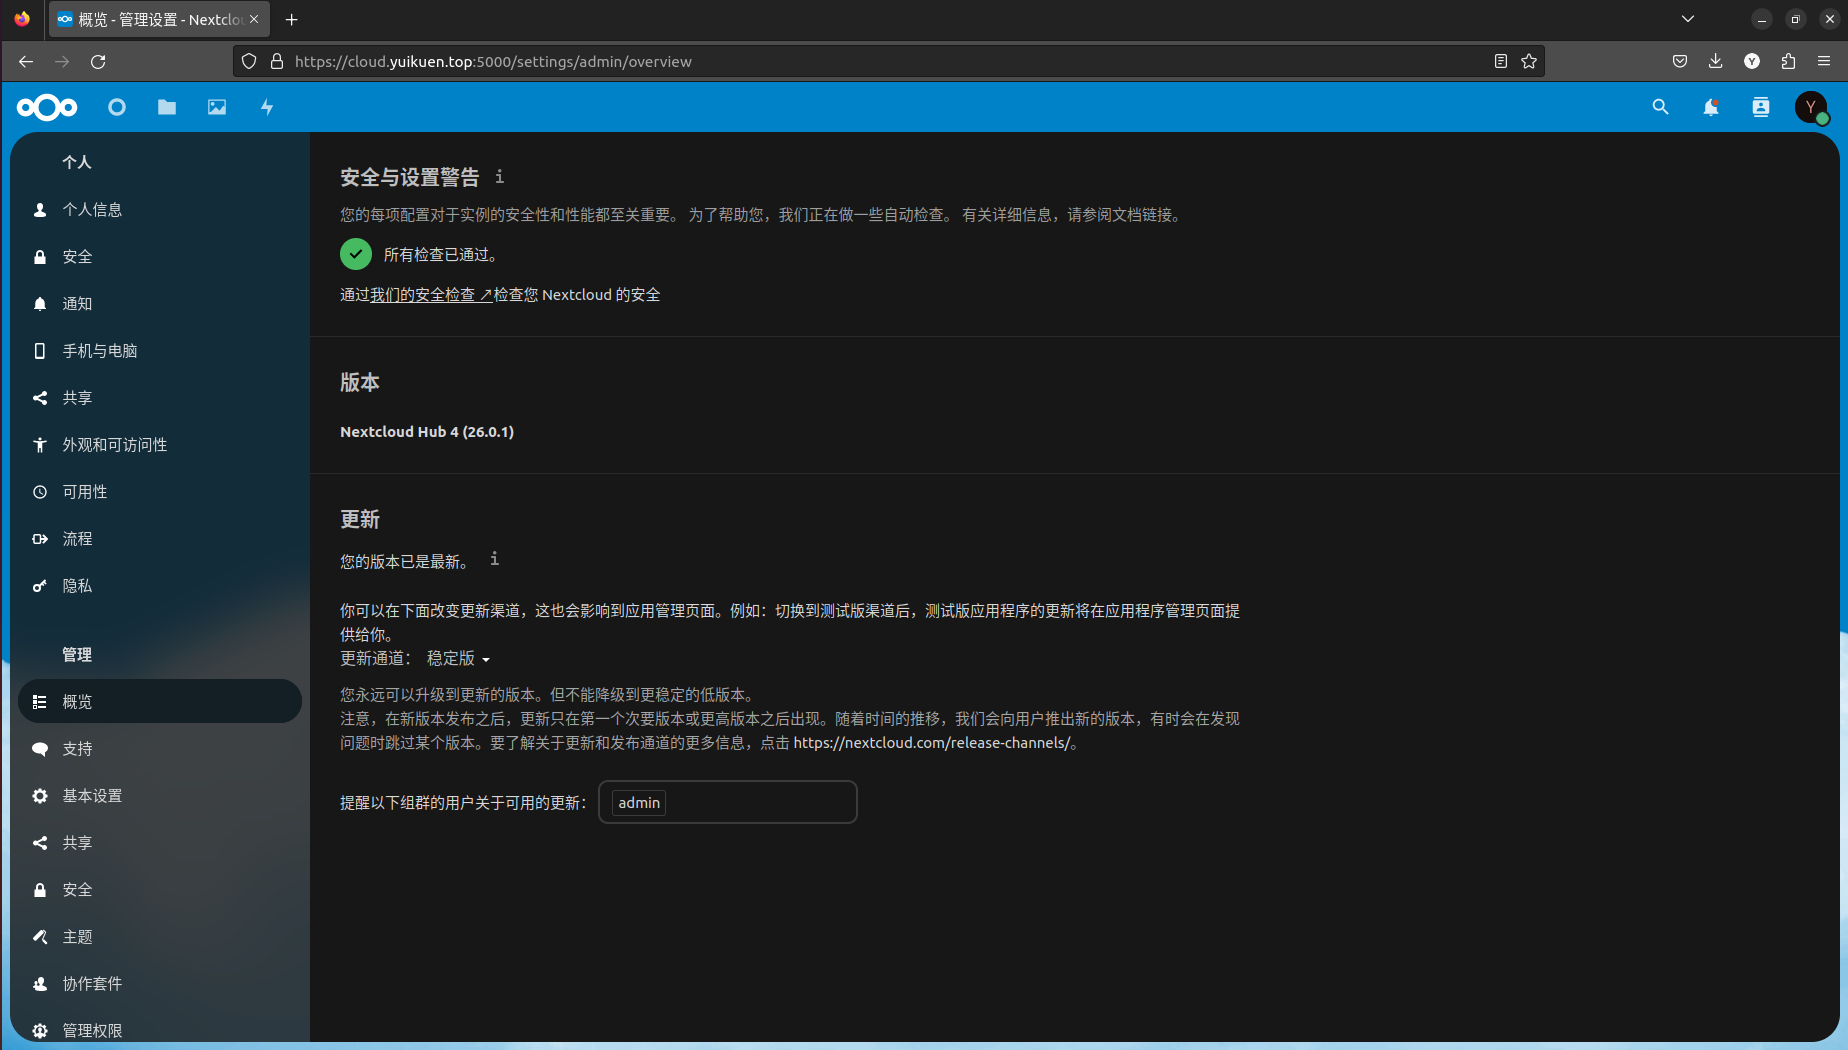 概览 - 管理设置 - Nextclo
https://cloud.yuikuen.top:5000/settings/admin/overview
Y
Y
个人
个人信息
安全
通知
手机与电脑
共享
外观和可访问性
可用性
流程
隐私
管理
概览
支持
基本设置
共享
安全
主题
协作套件
管理权限
安全与设置警告
您的每项配置对于实例的安全性和性能都至关重要。 为了帮助您，我们正在做一些自动检查。 有关详细信息，请参阅文档链接。
所有检查已通过。
通过我们的安全检查 ↗检查您 Nextcloud 的安全
版本
Nextcloud Hub 4 (26.0.1)
更新
您的版本已是最新。
你可以在下面改变更新渠道，这也会影响到应用管理页面。例如：切换到测试版渠道后，测试版应用程序的更新将在应用程序管理页面提
供给你。
更新通道： 稳定版
您永远可以升级到更新的版本。但不能降级到更稳定的低版本。
注意，在新版本发布之后，更新只在第一个次要版本或更高版本之后出现。随着时间的推移，我们会向用户推出新的版本，有时会在发现
问题时跳过某个版本。要了解关于更新和发布通道的更多信息，点击 https://nextcloud.com/release-channels/。
提醒以下组群的用户关于可用的更新： admin